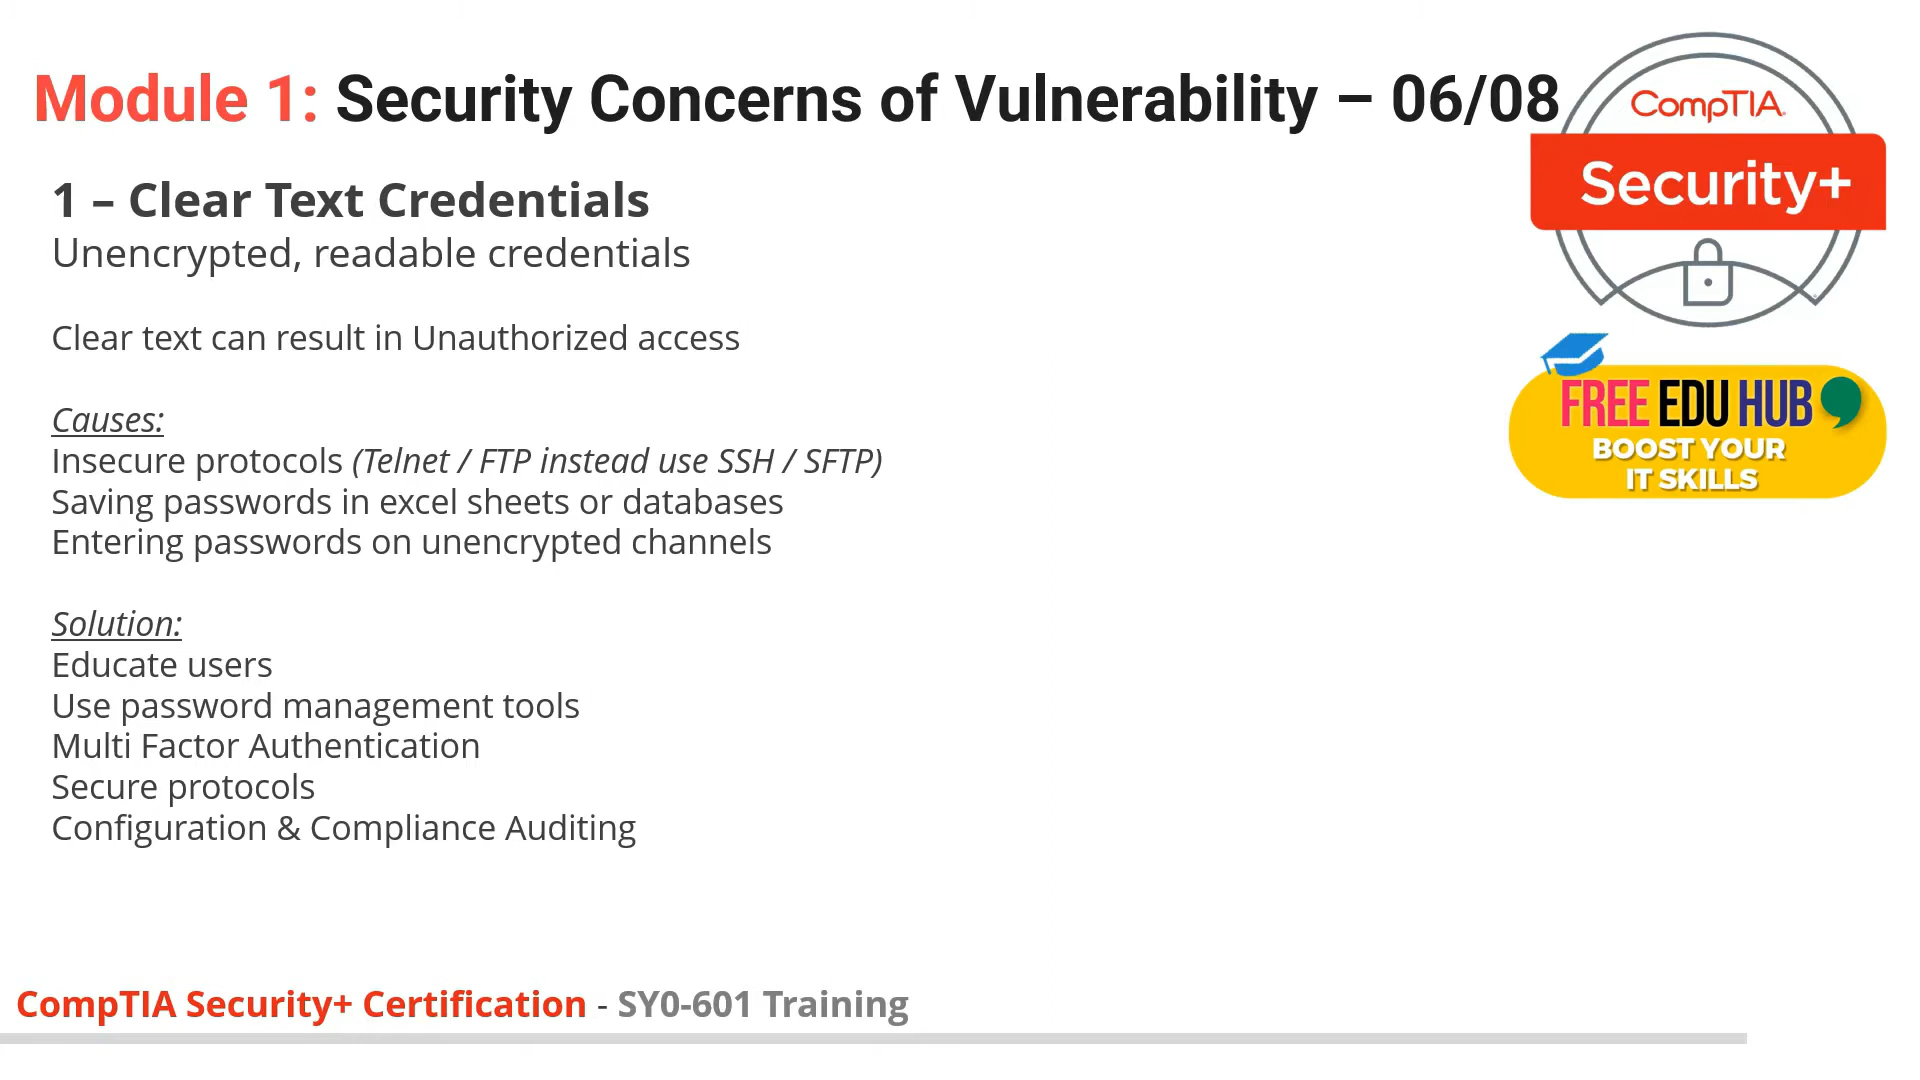 Module 1: Security Concerns of Vulnerability – 06/08
CompTIA.
Security+
1 – Clear Text Credentials
Unencrypted, readable credentials
Clear text can result in Unauthorized access
FREE EDU HUB
BOOST YOUR
IT SKILLS
Causes:
Insecure protocols (Telnet / FTP instead use SSH / SFTP)
Saving passwords in excel sheets or databases
Entering passwords on unencrypted channels
Solution:
Educate users
Use password management tools
Multi Factor Authentication
Secure protocols
Configuration & Compliance Auditing
CompTIA Security+ Certification - SY0-601 Training